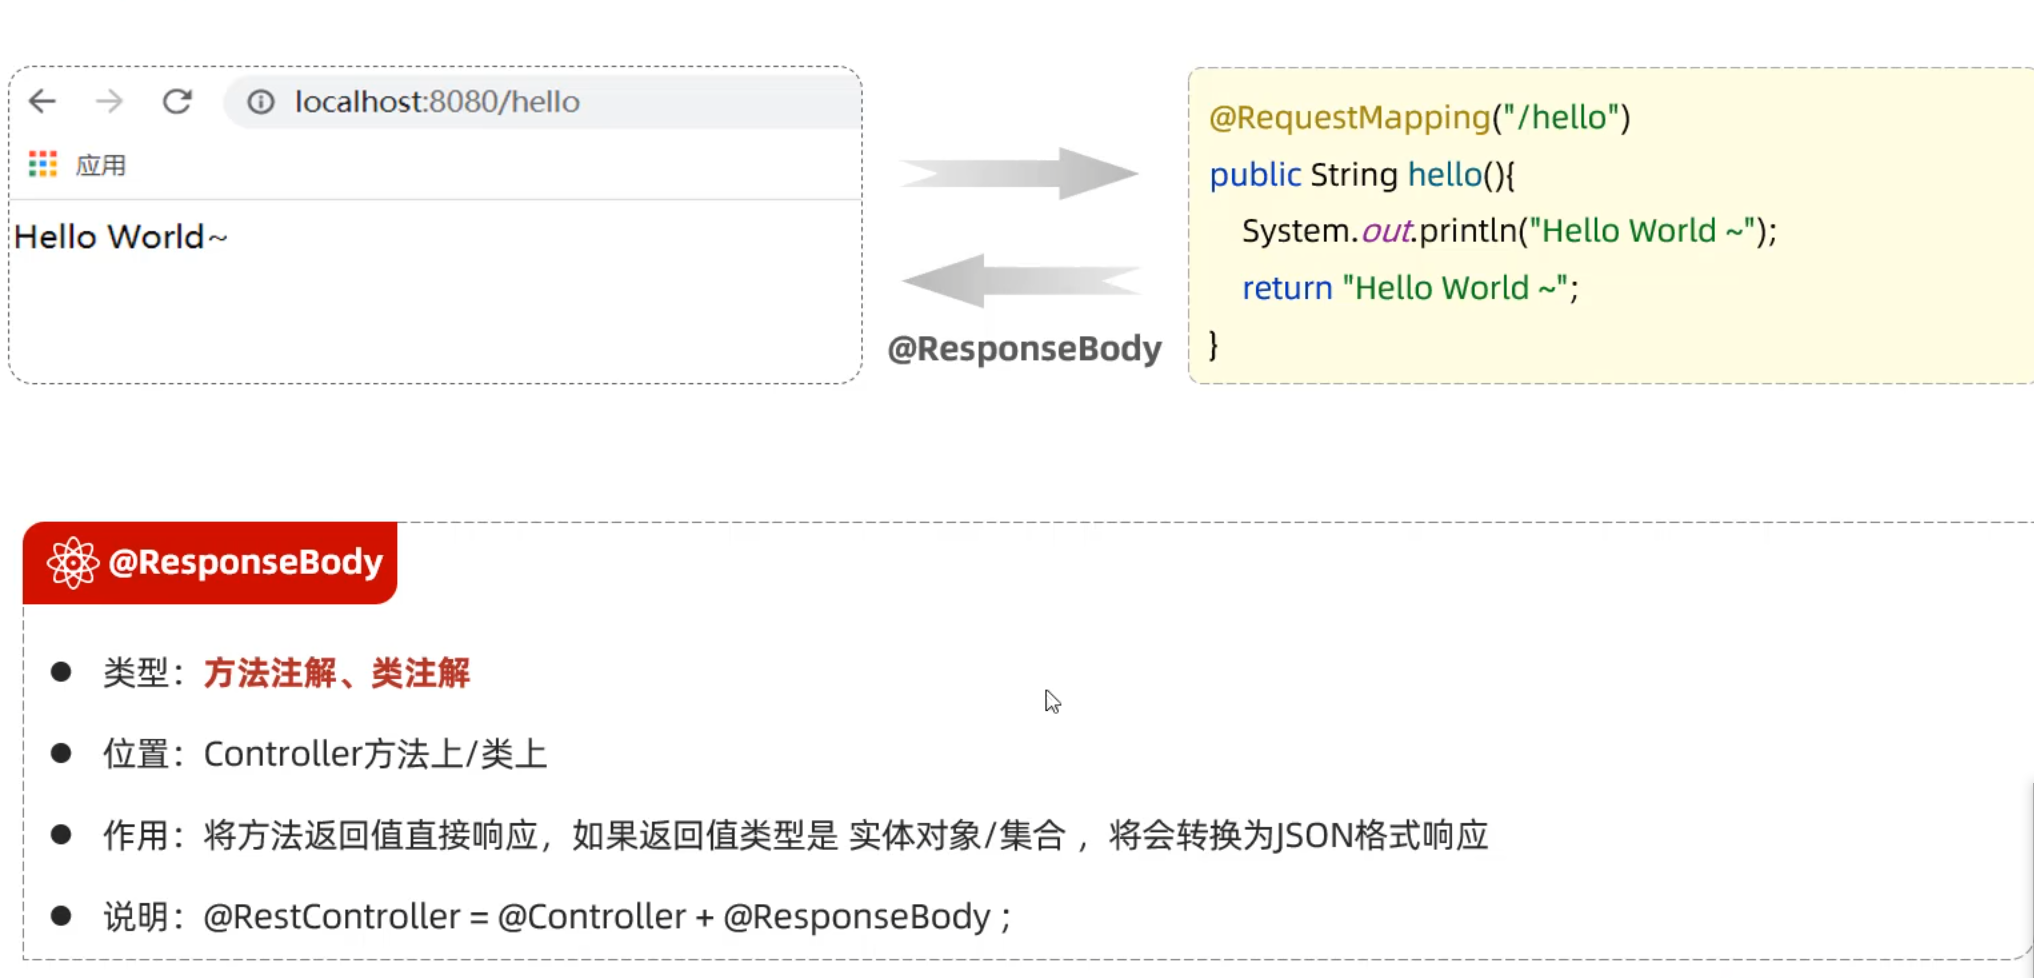 localhost:8080/hello
应用
Hello World~
@ResponseBody
@RequestMapping("/hello")
public String hello(){
System.out.println("Hello World ~");
return "Hello World ~";
}
@ResponseBody
类型：方法注解、类注解
位置：Controller方法上/类上
作用：将方法返回值直接响应，如果返回值类型是 实体对象/集合 ，将会转换为JSON格式响应
说明：@RestController = @Controller + @ResponseBody ;